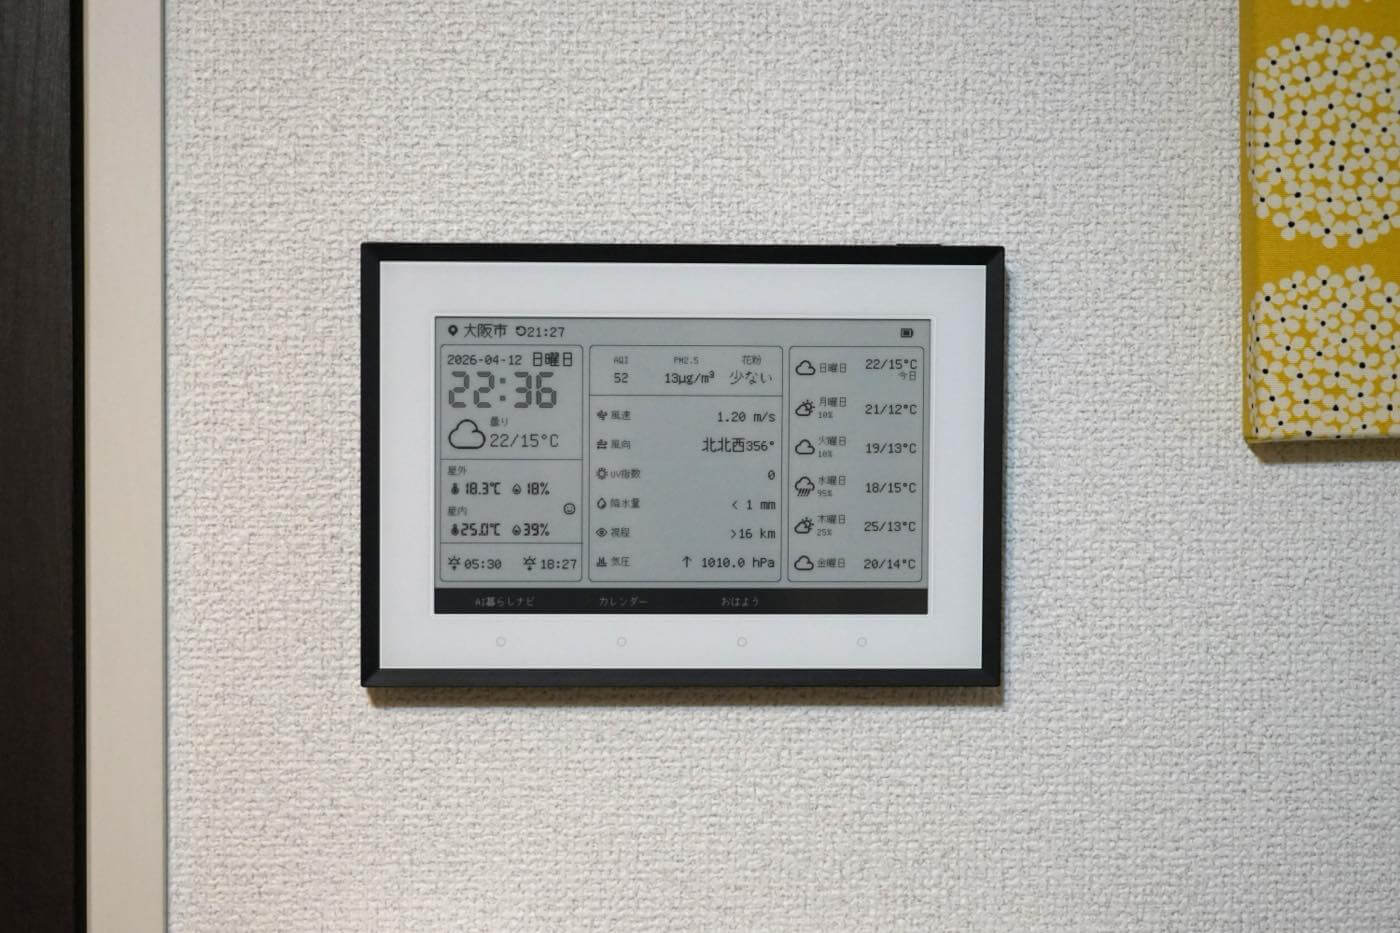 大阪市 21:27
2026-04-12 日曜日
22:36
曇り
22/15°C
屋外
18.3℃ 18%
屋内
25.0℃ 39%
05:30 18:27
AQI PM2.5 花粉
52 13μg/m³ 少ない
風速 1.20 m/s
風向 北北西356°
UV指数 0
降水量 < 1 mm
視程 >16 km
気圧 ↑ 1010.0 hPa
日曜日 22/15°C
今日
月曜日 21/12°C
10%
火曜日 19/13°C
10%
水曜日 18/15°C
95%
木曜日 25/13°C
25%
金曜日 20/14°C
AI暮らしナビ カレンダー おはよう